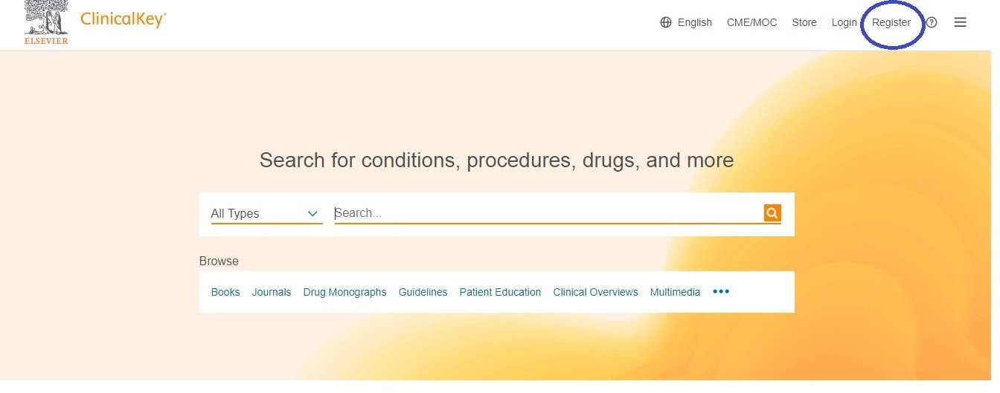 ClinicalKey®
ELSEVIER
English CME/MOC Store Login Register ?
Search for conditions, procedures, drugs, and more
All Types Search...
Browse
Books Journals Drug Monographs Guidelines Patient Education Clinical Overviews Multimedia •••